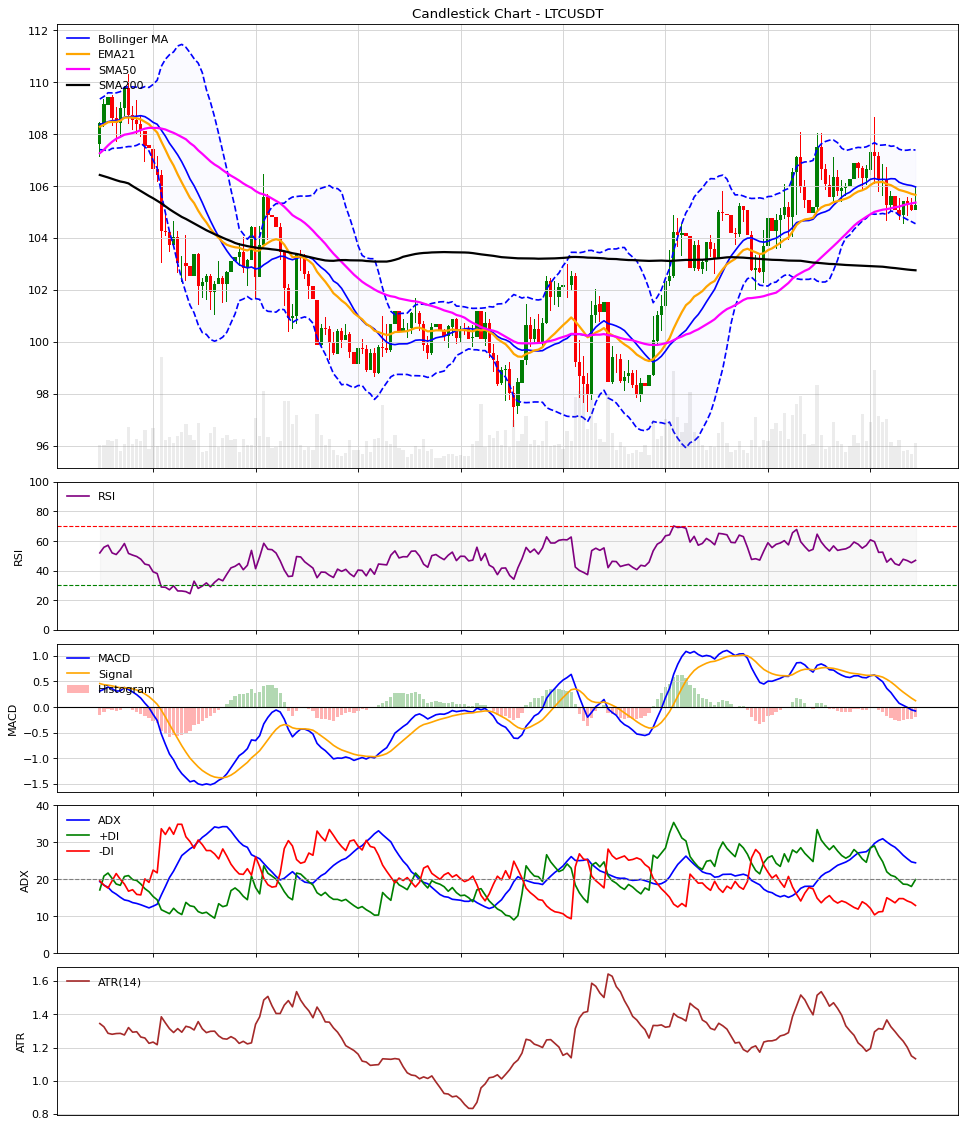 Candlestick Chart - LTCUSDT
112
110
108
106
104
102
100
98
96
Bollinger MA
EMA21
SMA50
SMA200
100
80
60
40
20
0
RSI
RSI
1.0
0.5
0.0
−0.5
−1.0
−1.5
MACD
MACD
Signal
Histogram
40
30
20
10
0
ADX
ADX
+DI
-DI
1.6
1.4
1.2
1.0
0.8
ATR
ATR(14)